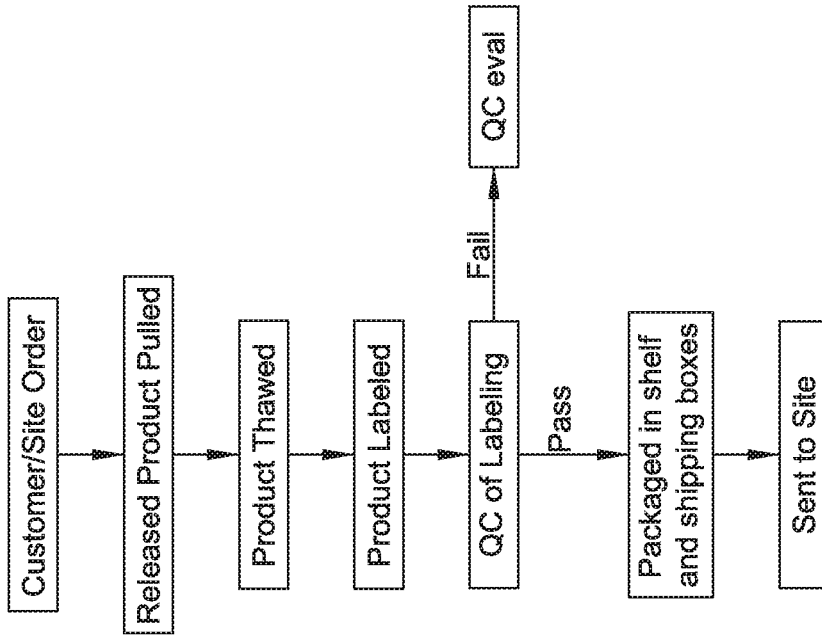 Customer/Site Order
Released Product Pulled
Product Thawed
Product Labeled
QC of Labeling
Fail
QC eval
Pass
Packaged in shelf
and shipping boxes
Sent to Site